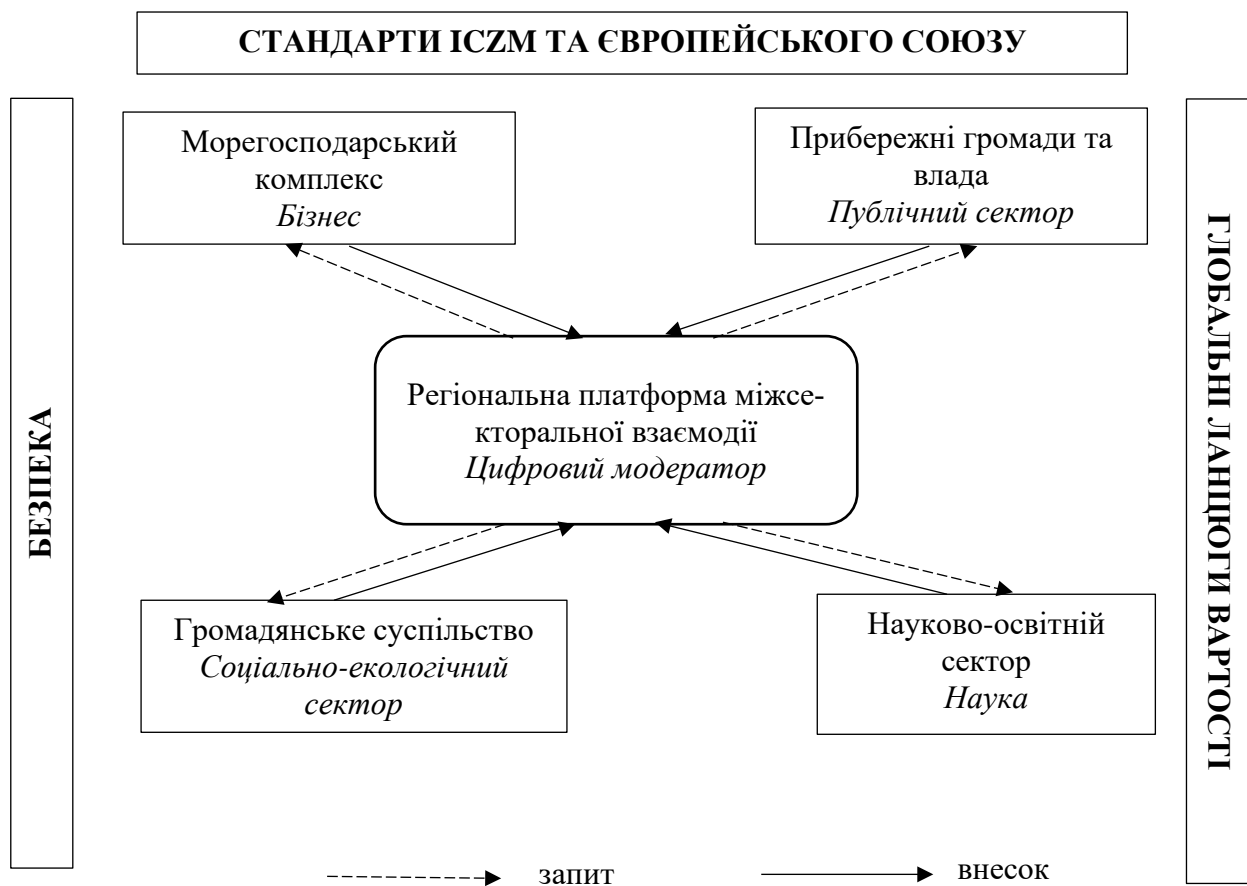 СТАНДАРТИ ICZM ТА ЄВРОПЕЙСЬКОГО СОЮЗУ
БЕЗПЕКА
Морегосподарський
комплекс
Бізнес
Прибережні громади та
влада
Публічний сектор
Регіональна платформа міжсе-
кторальної взаємодії
Цифровий модератор
Громадянське суспільство
Соціально-екологічний
сектор
Науково-освітній
сектор
Наука
ГЛОБАЛЬНІ ЛАНЦЮГИ ВАРТОСТІ
запит
внесок